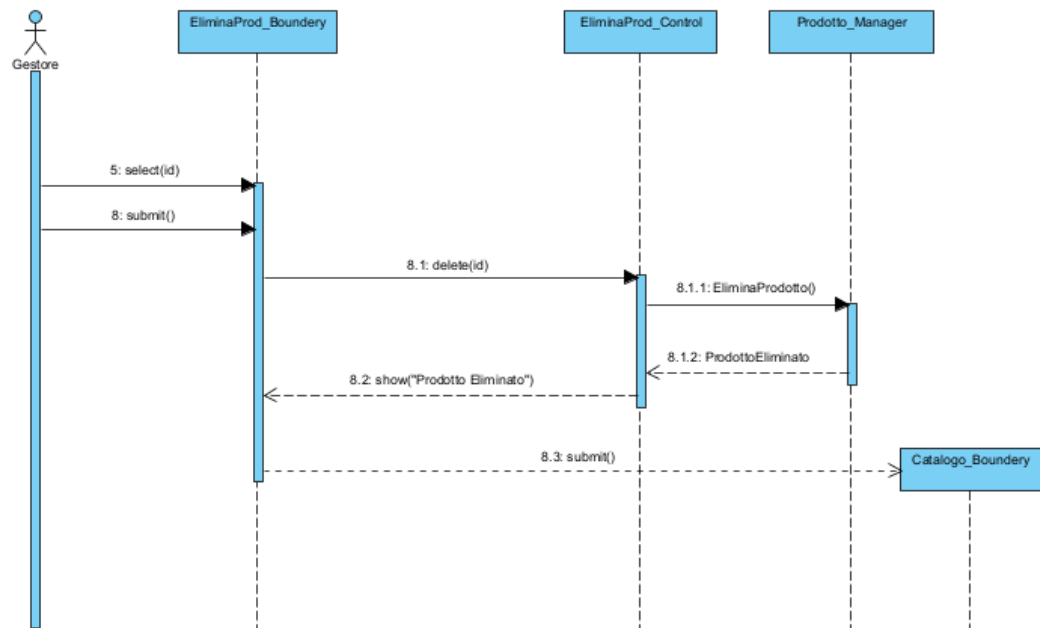 EliminaProd_Boundery
EliminaProd_Control
Prodotto_Manager
Gestore
5: select(id)
8: submit()
8.1: delete(id)
8.1.1: EliminaProdotto()
8.1.2: ProdottoEliminato
8.2: show("Prodotto Eliminato")
8.3: submit()
Catalogo_Boundery